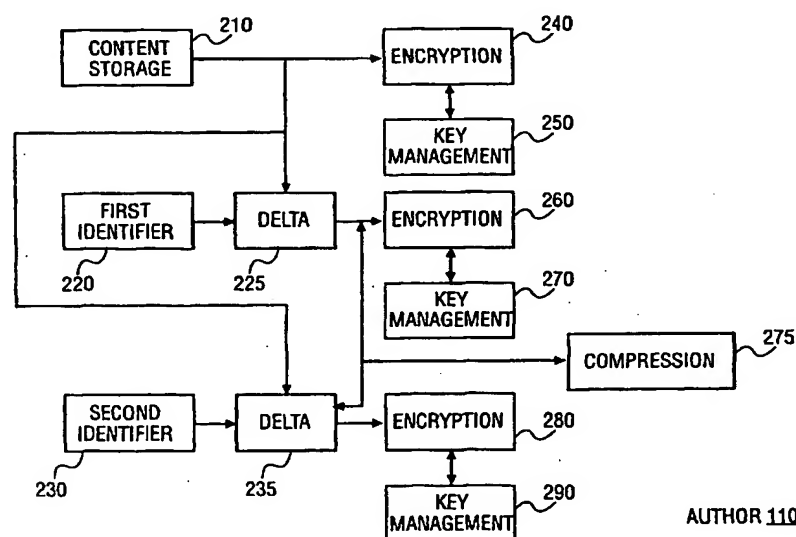 210
CONTENT
STORAGE
240
ENCRYPTION
250
KEY
MANAGEMENT
FIRST
IDENTIFIER
220
DELTA
225
260
ENCRYPTION
270
KEY
MANAGEMENT
275
COMPRESSION
SECOND
IDENTIFIER
230
DELTA
235
280
ENCRYPTION
290
KEY
MANAGEMENT
AUTHOR 110